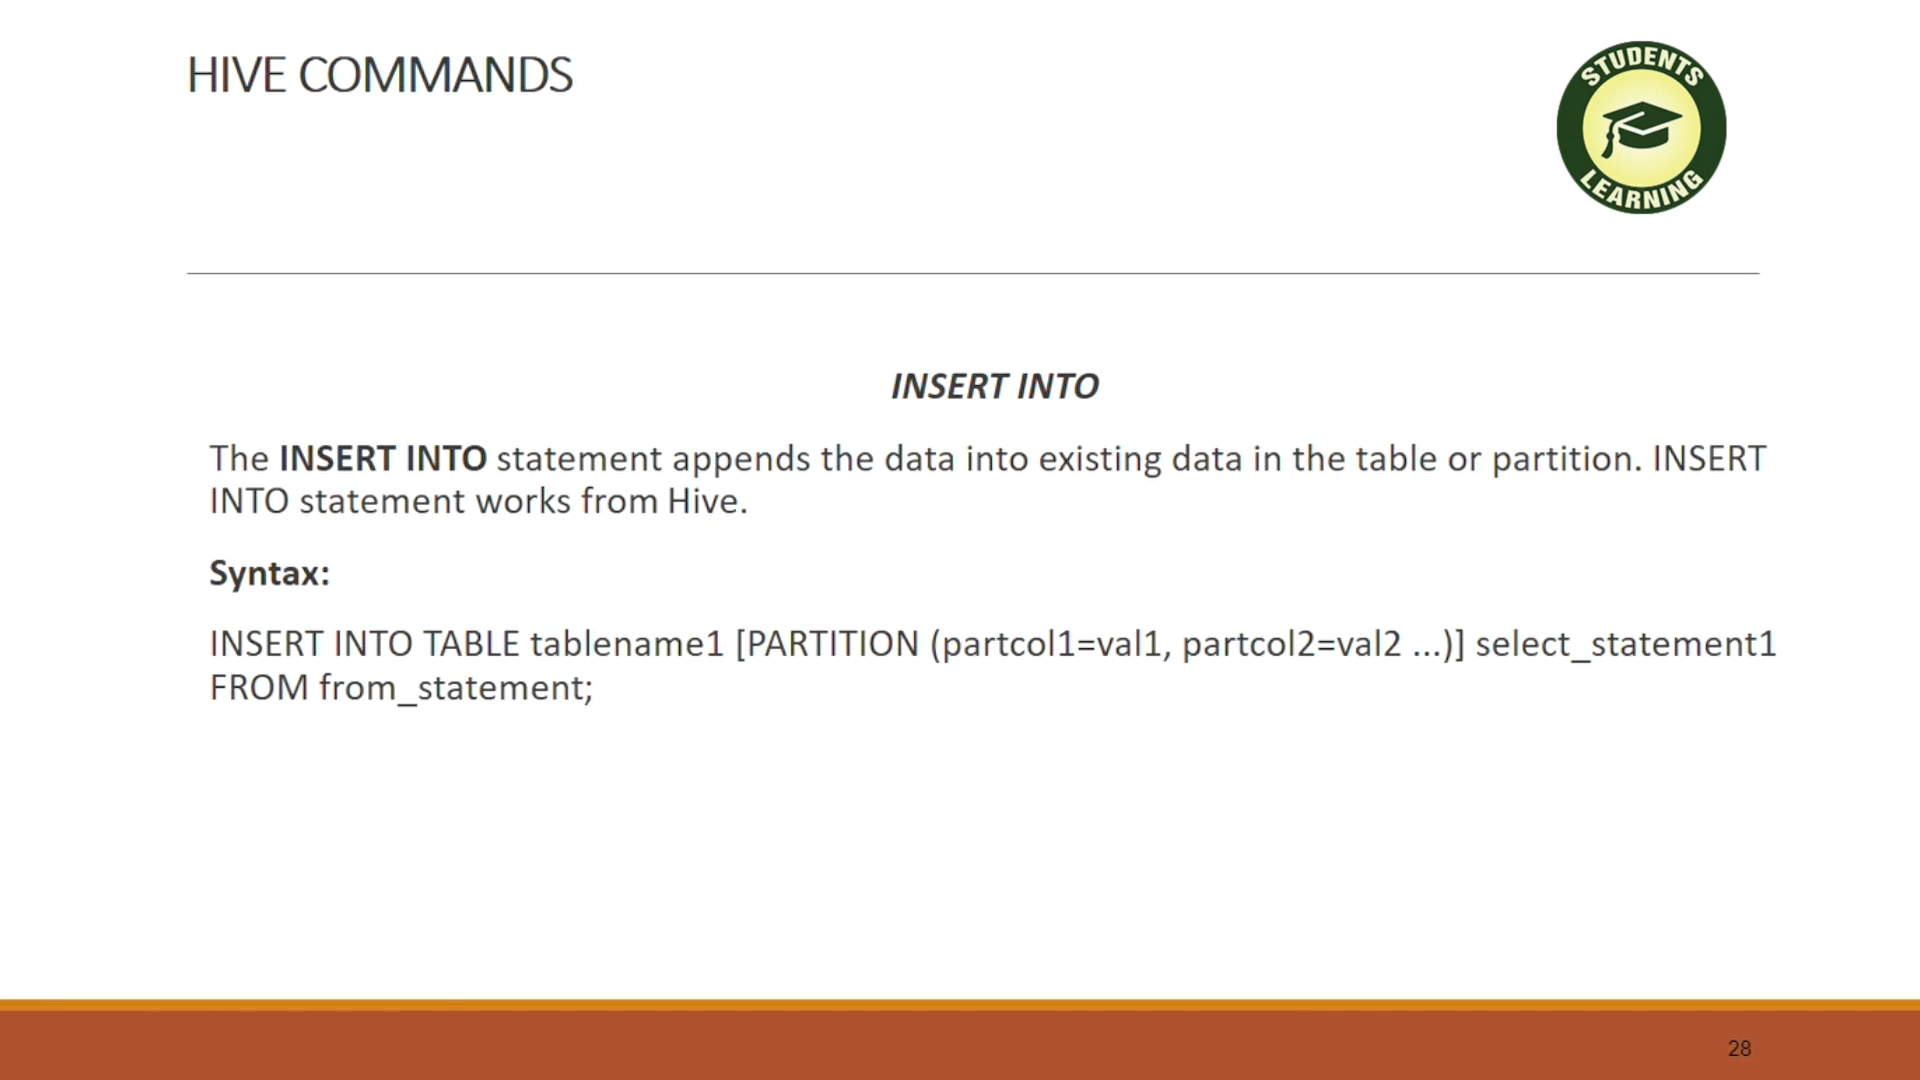 HIVE COMMANDS
STUDENTS
LEARNING
INSERT INTO
The INSERT INTO statement appends the data into existing data in the table or partition. INSERT
INTO statement works from Hive.
Syntax:
INSERT INTO TABLE tablename1 [PARTITION (partcol1=val1, partcol2=val2 ...)] select_statement1
FROM from_statement;
28